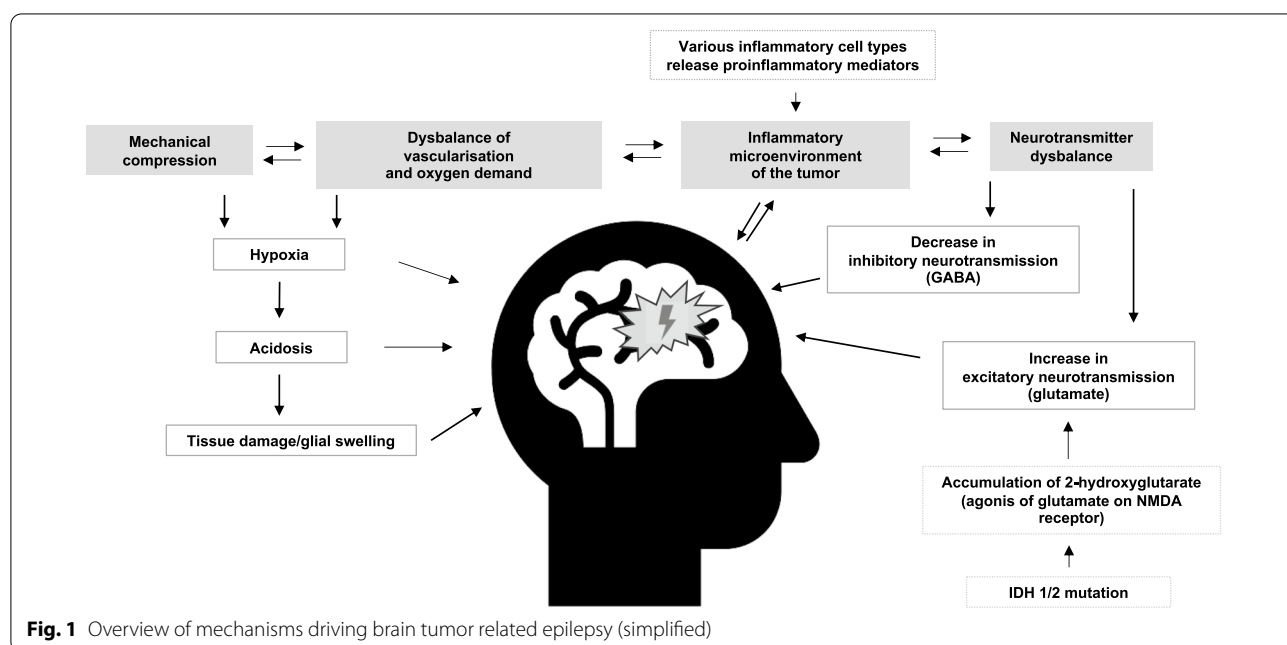 Various inflammatory cell types
release proinflammatory mediators
Mechanical
compression
Dysbalance of
vascularisation
and oxygen demand
Inflammatory
microenvironment
of the tumor
Neurotransmitter
dysbalance
Hypoxia
Decrease in
inhibitory neurotransmission
(GABA)
Acidosis
Increase in
excitatory neurotransmission
(glutamate)
Tissue damage/glial swelling
Accumulation of 2-hydroxyglutarate
(agonis of glutamate on NMDA
receptor)
IDH 1/2 mutation
Fig. 1 Overview of mechanisms driving brain tumor related epilepsy (simplified)